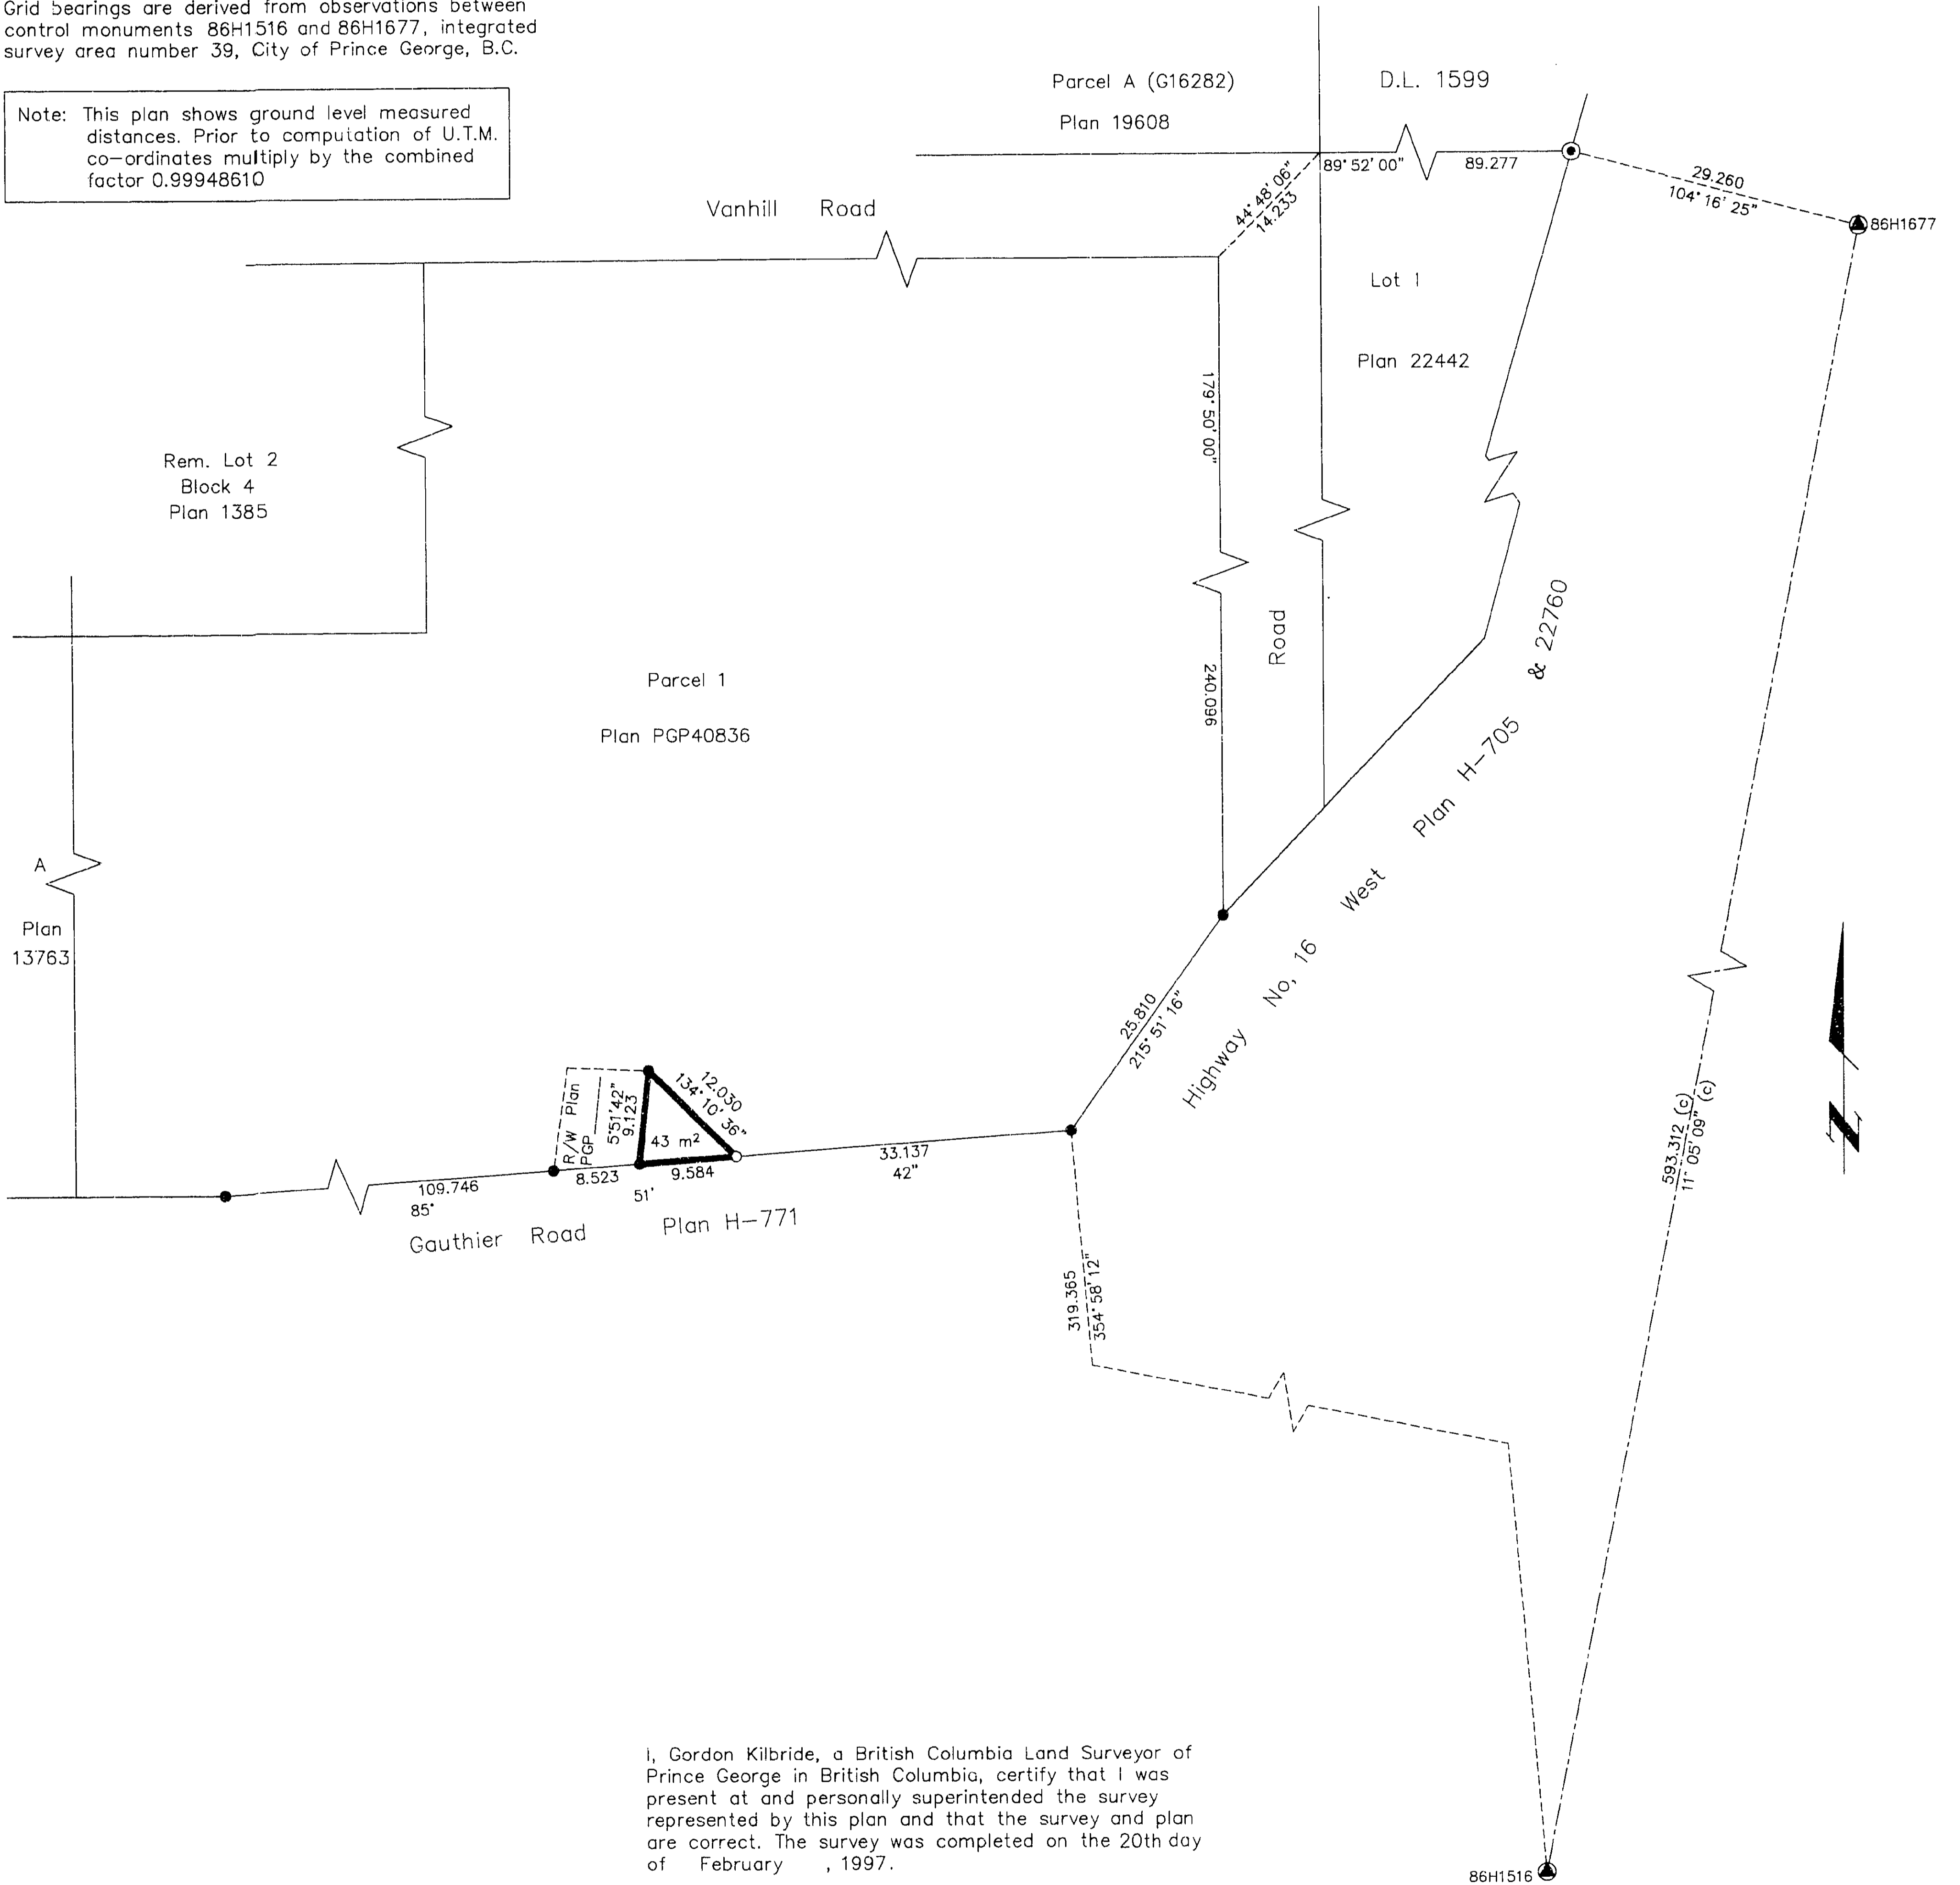 Grid bearings are derived from observations between
control monuments 86H1516 and 86H1677, integrated
survey area number 39, City of Prince George, B.C.
Note: This plan shows ground level measured
distances. Prior to computation of U.T.M.
co-ordinates multiply by the combined
factor 0.99948610
Parcel A (G16282)
Plan 19608
D.L. 1599
89°52'00"
89.277
29.260
104°16'25"
86H1677
44°48'06"
14.233
Vanhill Road
Lot 1
Plan 22442
179°50'00"
240.096
Road
Rem. Lot 2
Block 4
Plan 1385
Parcel 1
Plan PGP40836
A
Plan
13763
Highway No, 16 West Plan H-705 & 22760
25.810
215°51'16"
R/W Plan
PGP
5°51'42"
9.123
12.030
134°10'36"
43 m²
109.746
8.523
9.584
33.137
85°
51'
42"
Gauthier Road Plan H-771
319.365
354°58'12"
593.312 (c)
11°05'09" (c)
N
I, Gordon Kilbride, a British Columbia Land Surveyor of
Prince George in British Columbia, certify that I was
present at and personally superintended the survey
represented by this plan and that the survey and plan
are correct. The survey was completed on the 20th day
of February , 1997.
86H1516